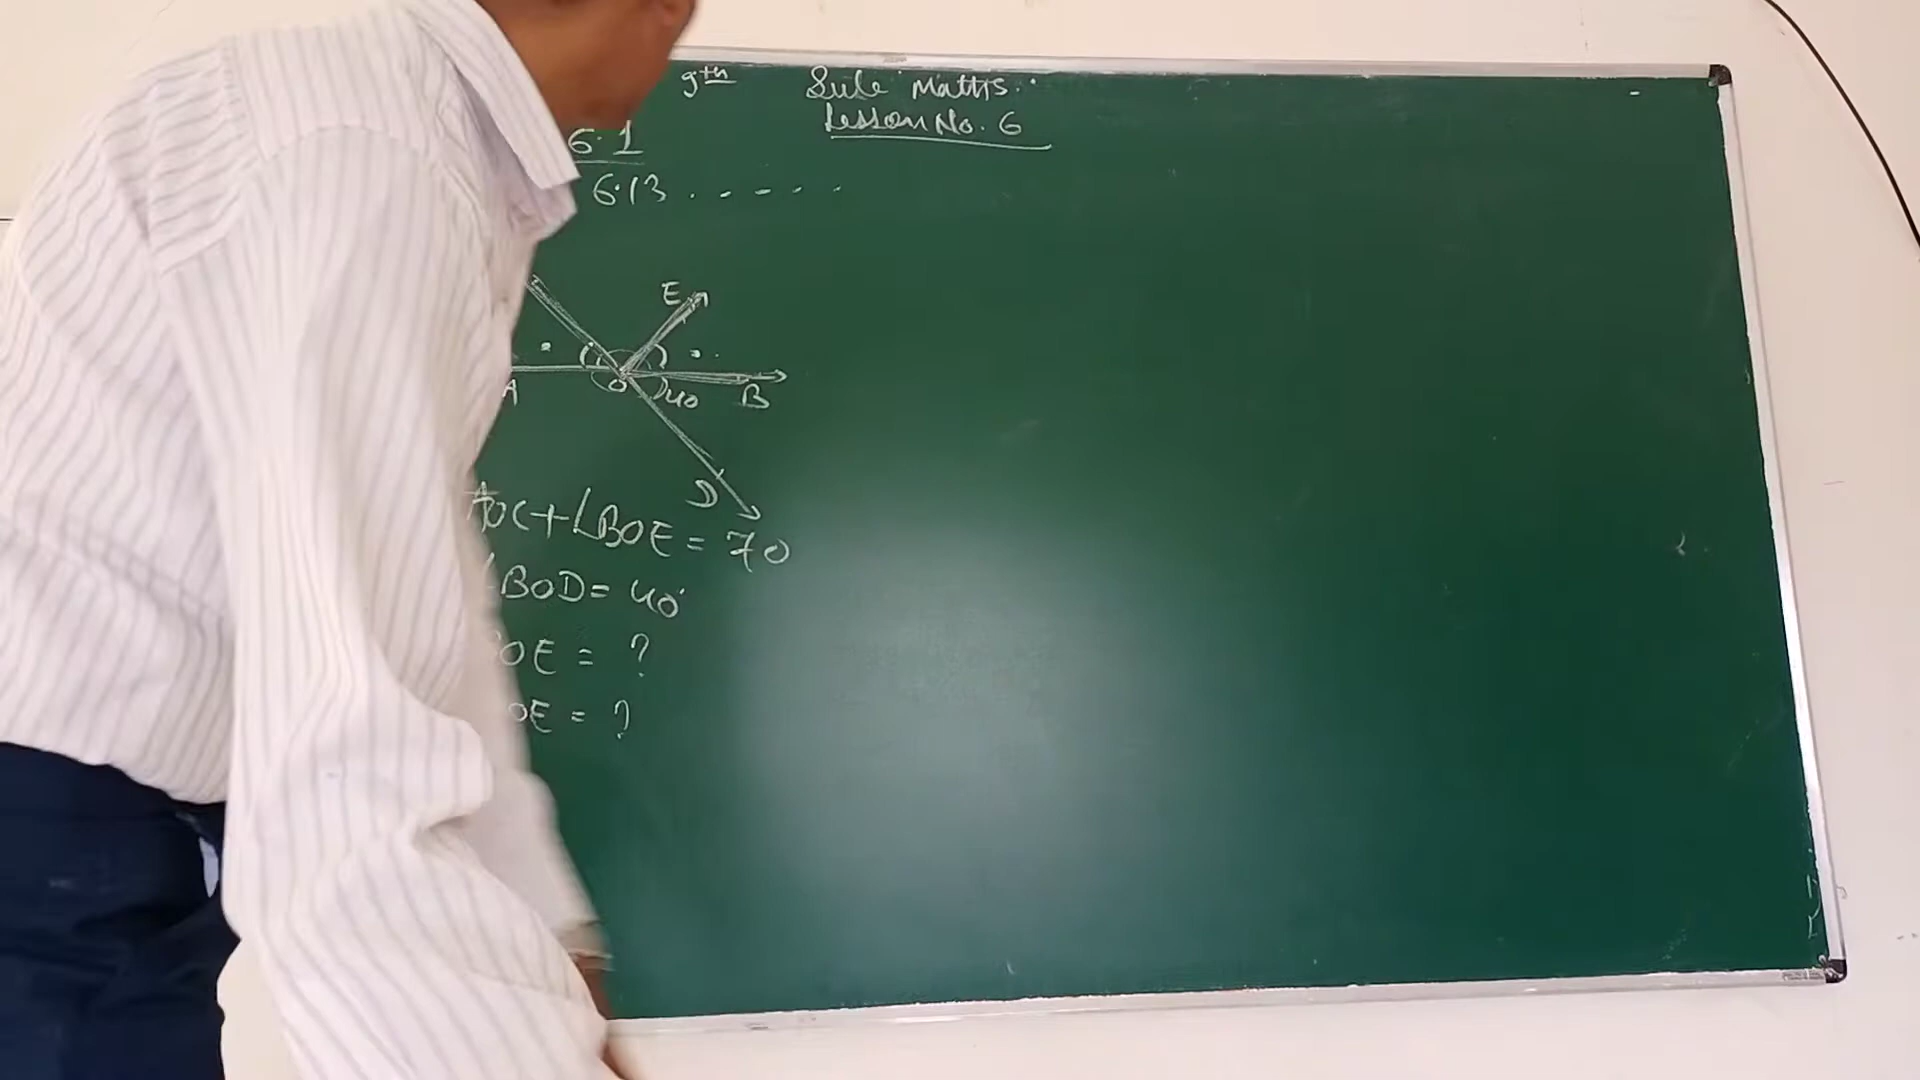 9th Sub: Maths
Lesson No. 6
6.1
6.13 . - - - - .
E
A
O
40
B
D
AOC+∠BOE = 70
∠BOD = 40°
OE = ?
OE = ?